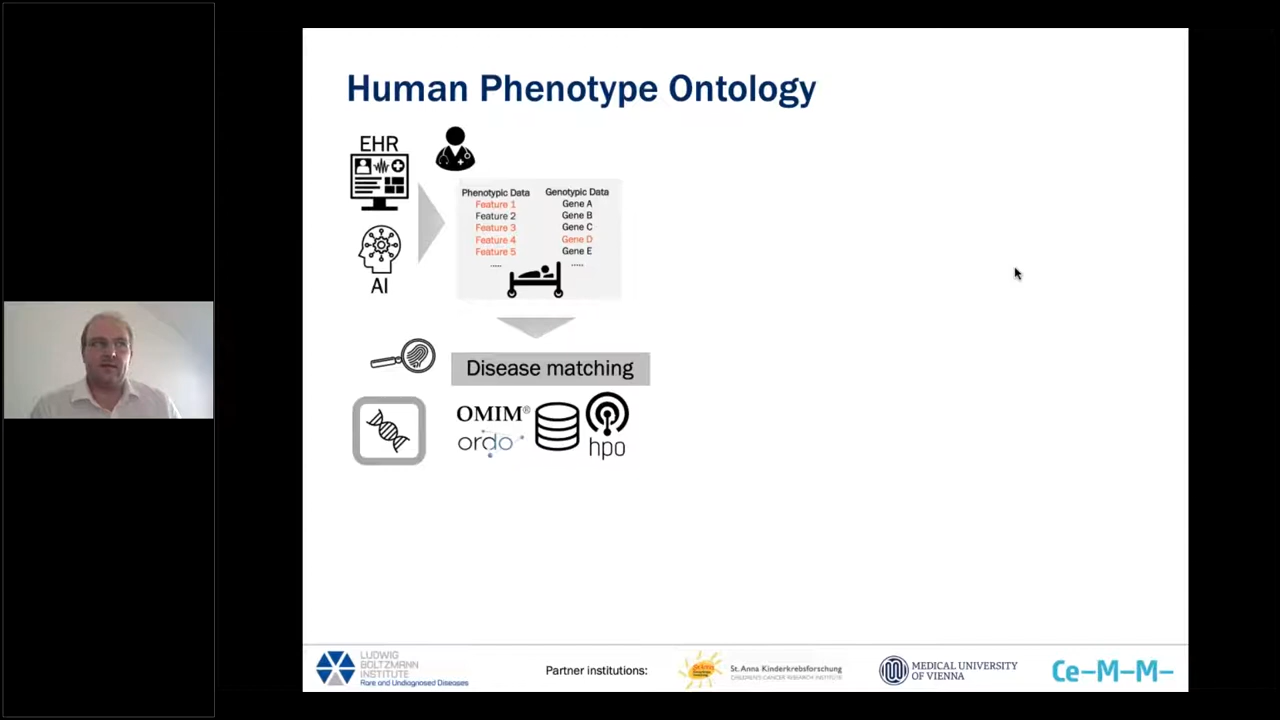 Human Phenotype Ontology
EHR
AI
Phenotypic Data Genotypic Data
Feature 1 Gene A
Feature 2 Gene B
Feature 3 Gene C
Feature 4 Gene D
Feature 5 Gene E
..... .....
Disease matching
OMIM®
ordo
hpo
LUDWIG
BOLTZMANN
INSTITUTE
Rare and Undiagnosed Diseases
Partner institutions:
St. Anna Kinderkrebsforschung
CHILDREN'S CANCER RESEARCH INSTITUTE
MEDICAL UNIVERSITY
OF VIENNA
Ce–M–M–